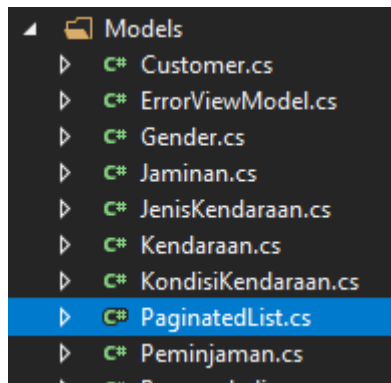 Models
C# Customer.cs
C# ErrorViewModel.cs
C# Gender.cs
C# Jaminan.cs
C# JenisKendaraan.cs
C# Kendaraan.cs
C# KondisiKendaraan.cs
C# PaginatedList.cs
C# Peminjaman.cs